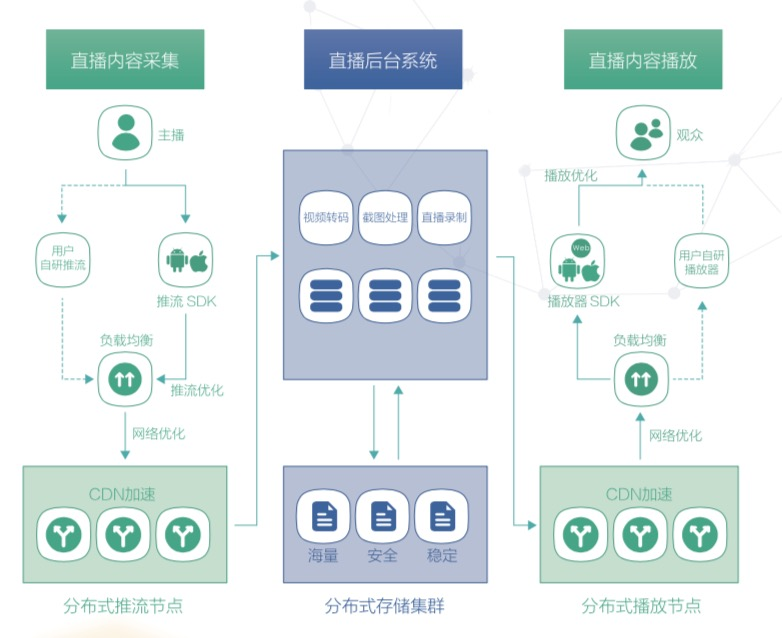 直播内容采集
直播后台系统
直播内容播放
主播
用户
自研推流
推流 SDK
负载均衡
推流优化
网络优化
CDN加速
分布式推流节点
视频转码
截图处理
直播录制
海量
安全
稳定
分布式存储集群
观众
播放优化
Web
播放器 SDK
用户自研
播放器
负载均衡
网络优化
CDN加速
分布式播放节点